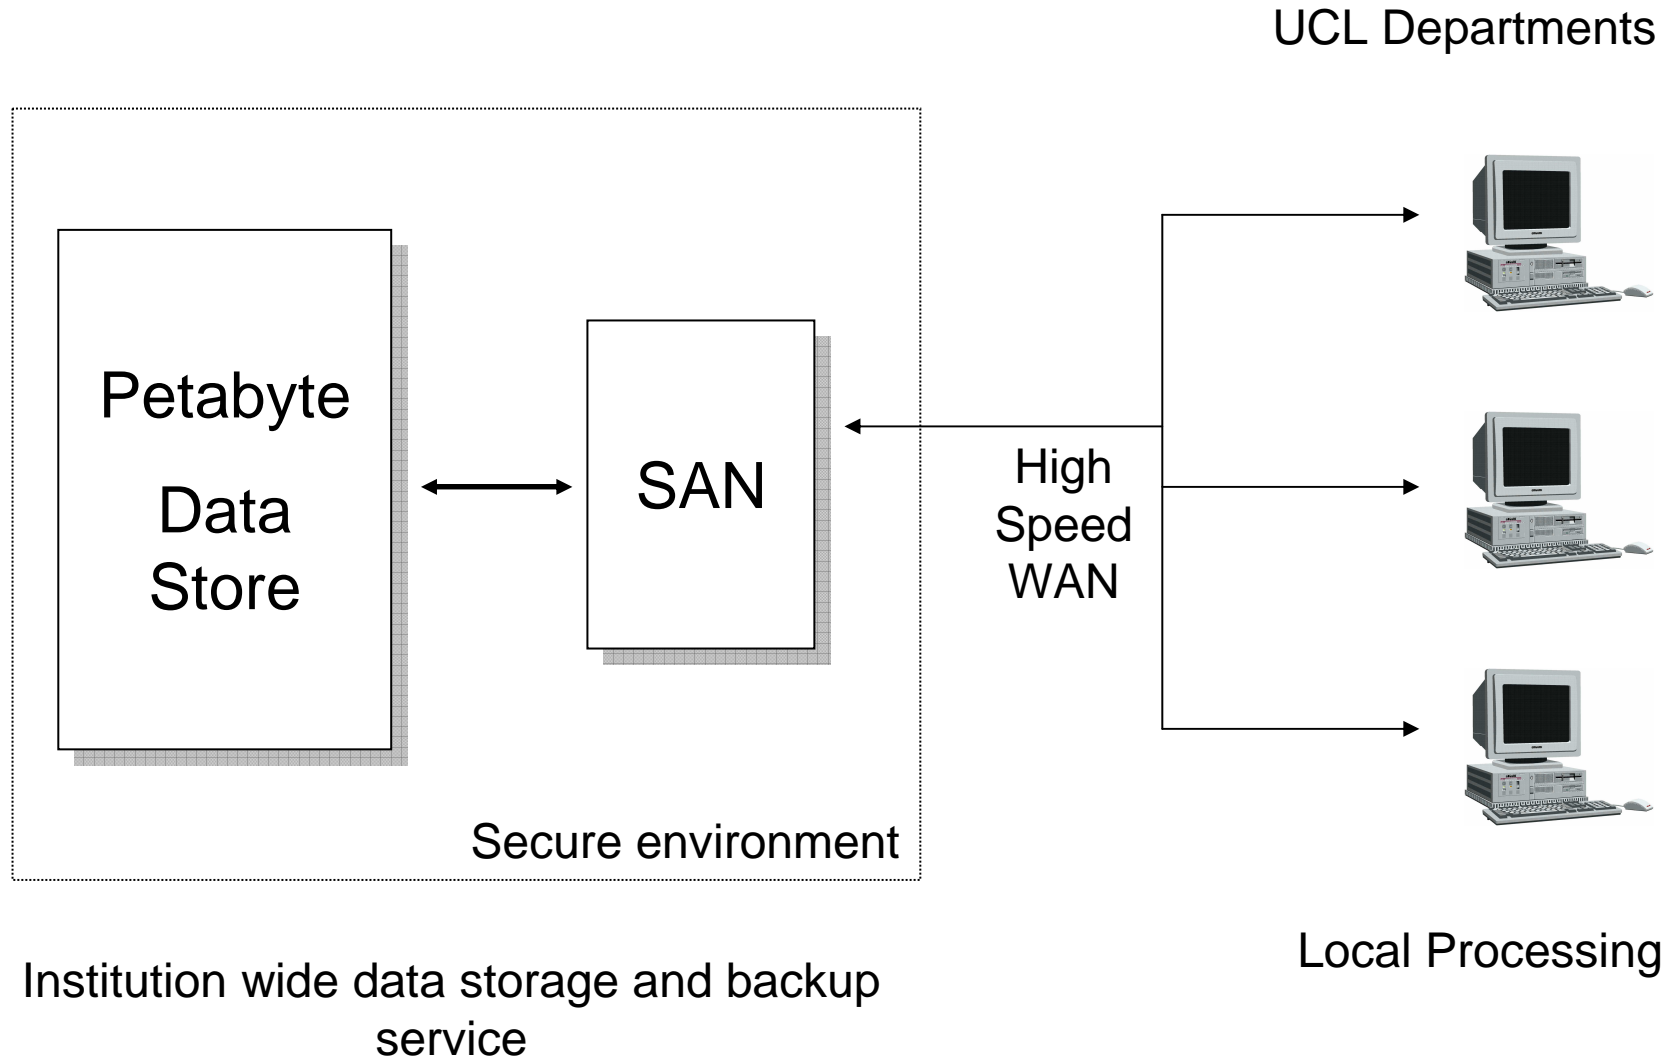 UCL Departments
Petabyte
Data
Store
SAN
High
Speed
WAN
Secure environment
Local Processing
Institution wide data storage and backup
service